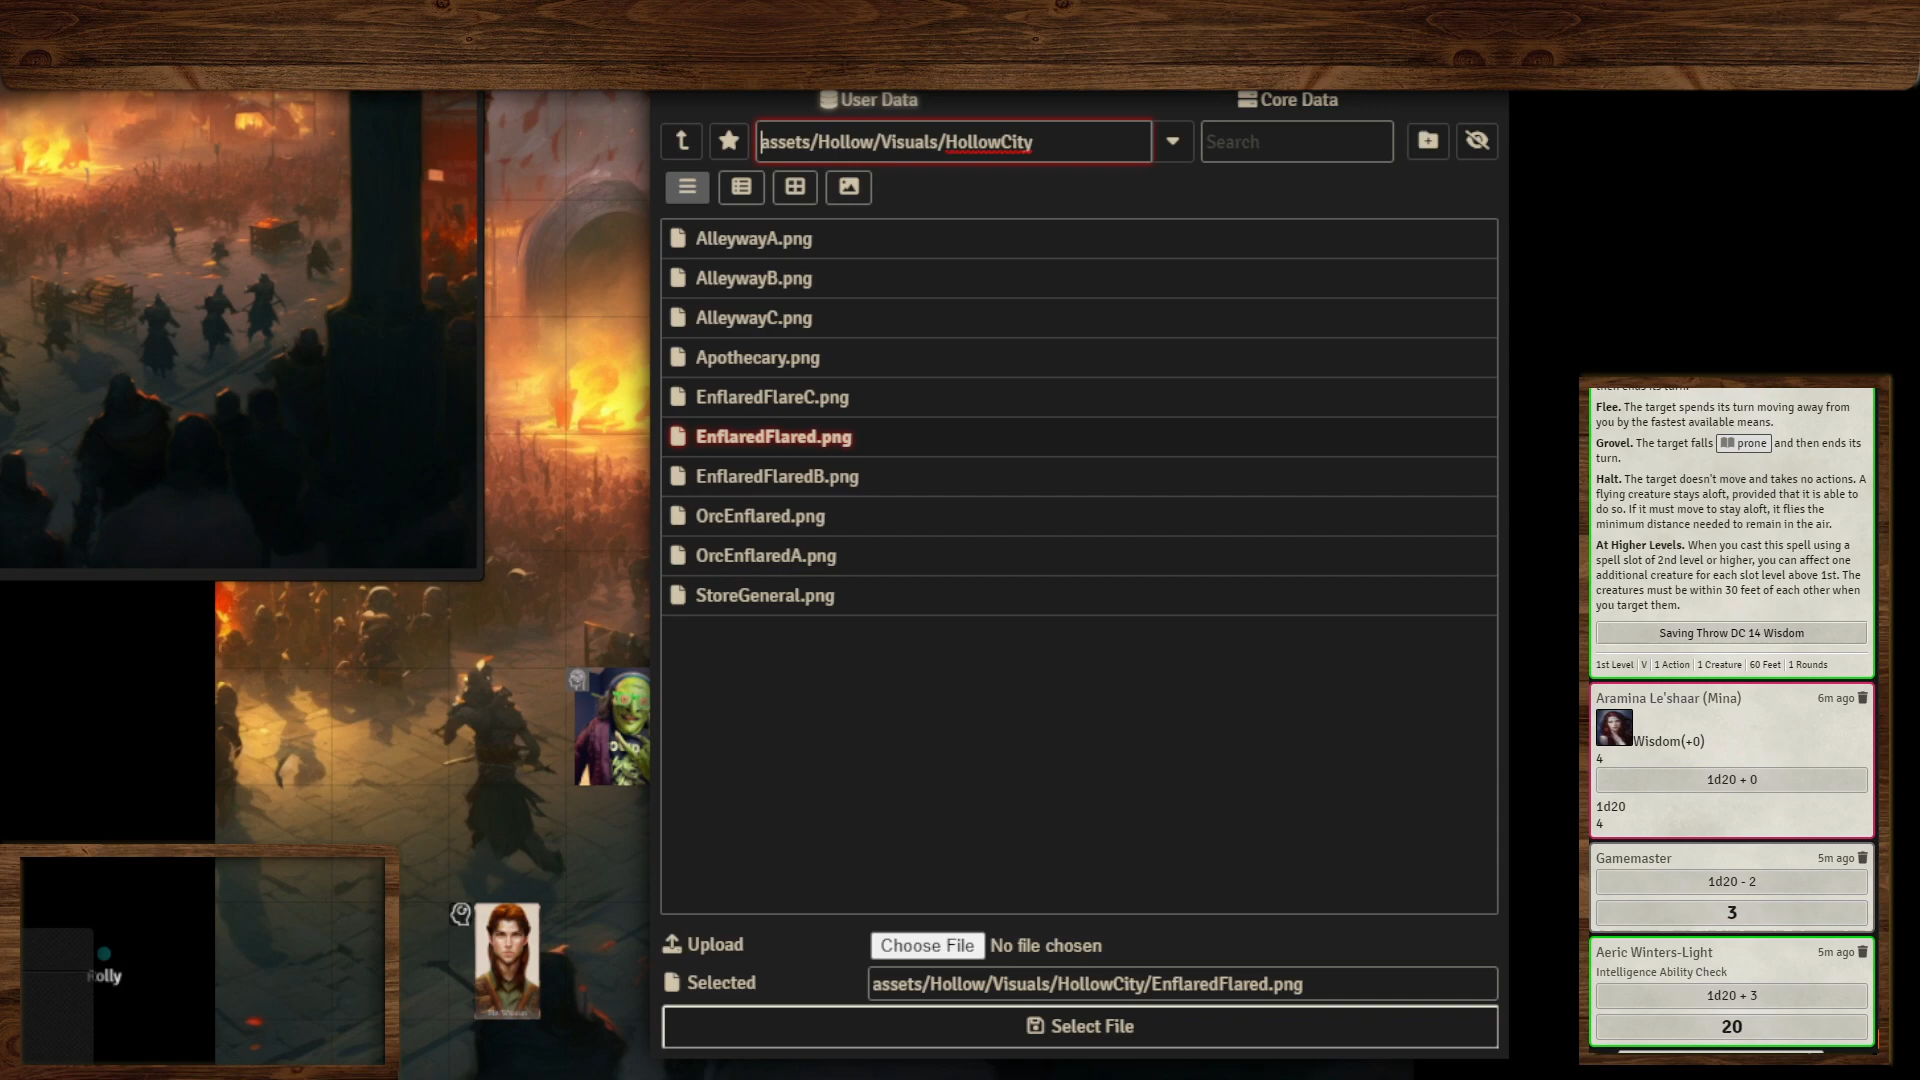 User Data
Core Data
assets/Hollow/Visuals/HollowCity
Search
AlleywayA.png
AlleywayB.png
AlleywayC.png
Apothecary.png
EnflaredFlareC.png
EnflaredFlared.png
EnflaredFlaredB.png
OrcEnflared.png
OrcEnflaredA.png
StoreGeneral.png
Upload
Choose File No file chosen
Selected
assets/Hollow/Visuals/HollowCity/EnflaredFlared.png
Select File
Rolly
then ends its turn.
Flee. The target spends its turn moving away from
you by the fastest available means.
Grovel. The target falls prone and then ends its
turn.
Halt. The target doesn't move and takes no actions. A
flying creature stays aloft, provided that it is able to
do so. If it must move to stay aloft, it flies the
minimum distance needed to remain in the air.
At Higher Levels. When you cast this spell using a
spell slot of 2nd level or higher, you can affect one
additional creature for each slot level above 1st. The
creatures must be within 30 feet of each other when
you target them.
Saving Throw DC 14 Wisdom
1st Level V 1 Action 1 Creature 60 Feet 1 Rounds
Aramina Le'shaar (Mina) 6m ago
Wisdom(+0)
4
1d20 + 0
1d20
4
Gamemaster 5m ago
1d20 - 2
3
Aeric Winters-Light 5m ago
Intelligence Ability Check
1d20 + 3
20